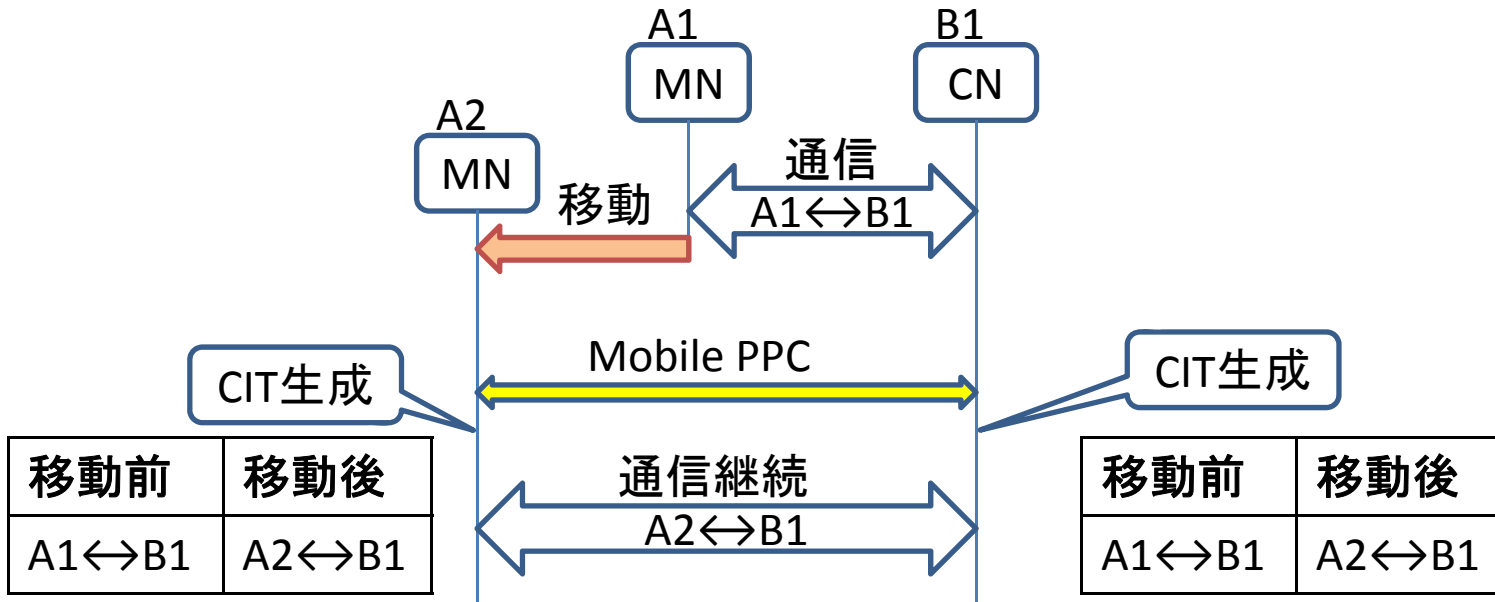 A1
B1
MN
CN
A2
MN
通信
A1↔B1
移動
Mobile PPC
CIT生成
CIT生成
移動前 移動後
A1↔B1 A2↔B1
通信継続
A2↔B1
移動前 移動後
A1↔B1 A2↔B1